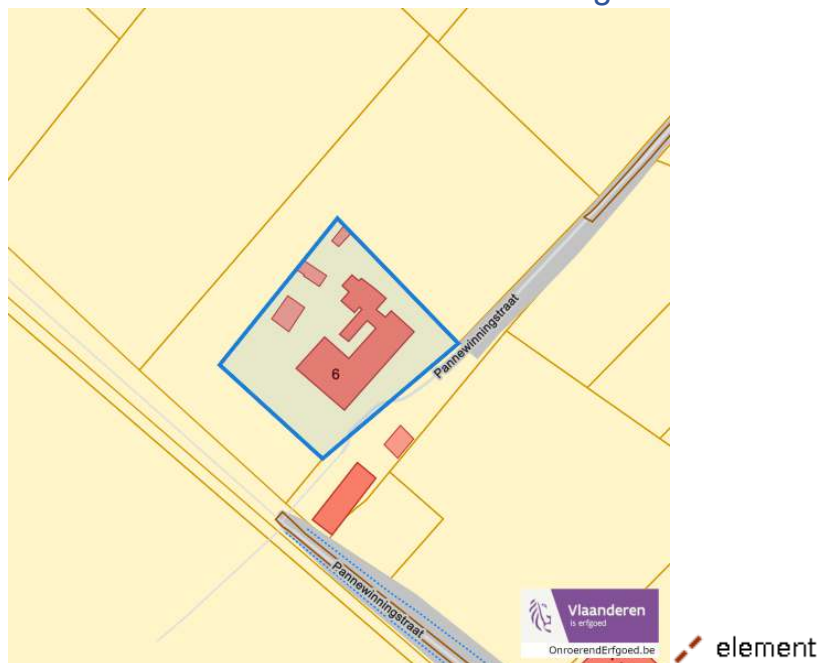 Pannewinningstraat
6
Pannewinningstraat
Vlaanderen
is erfgoed
OnroerendErfgoed.be
element